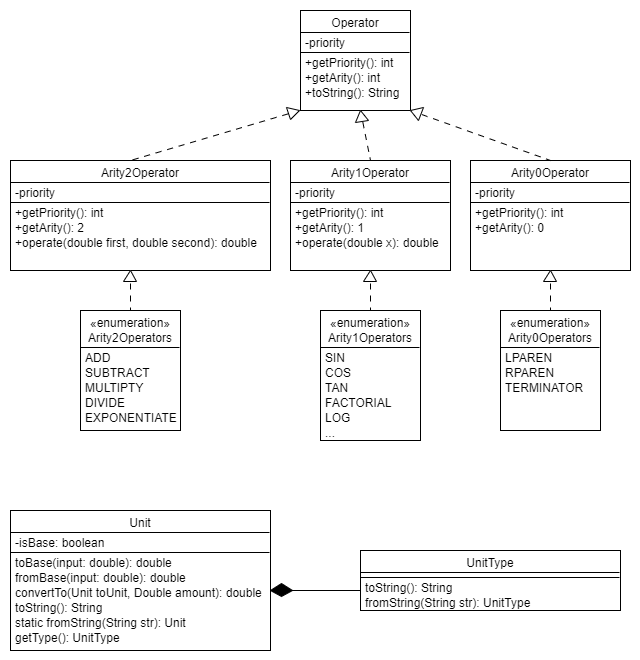 Operator
-priority
+getPriority(): int
+getArity(): int
+toString(): String
Arity2Operator
-priority
+getPriority(): int
+getArity(): 2
+operate(double first, double second): double
Arity1Operator
-priority
+getPriority(): int
+getArity(): 1
+operate(double x): double
Arity0Operator
-priority
+getPriority(): int
+getArity(): 0
«enumeration»
Arity2Operators
ADD
SUBTRACT
MULTIPTY
DIVIDE
EXPONENTIATE
«enumeration»
Arity1Operators
SIN
COS
TAN
FACTORIAL
LOG
...
«enumeration»
Arity0Operators
LPAREN
RPAREN
TERMINATOR
Unit
-isBase: boolean
toBase(input: double): double
fromBase(input: double): double
convertTo(Unit toUnit, Double amount): double
toString(): String
static fromString(String str): Unit
getType(): UnitType
UnitType
toString(): String
fromString(String str): UnitType